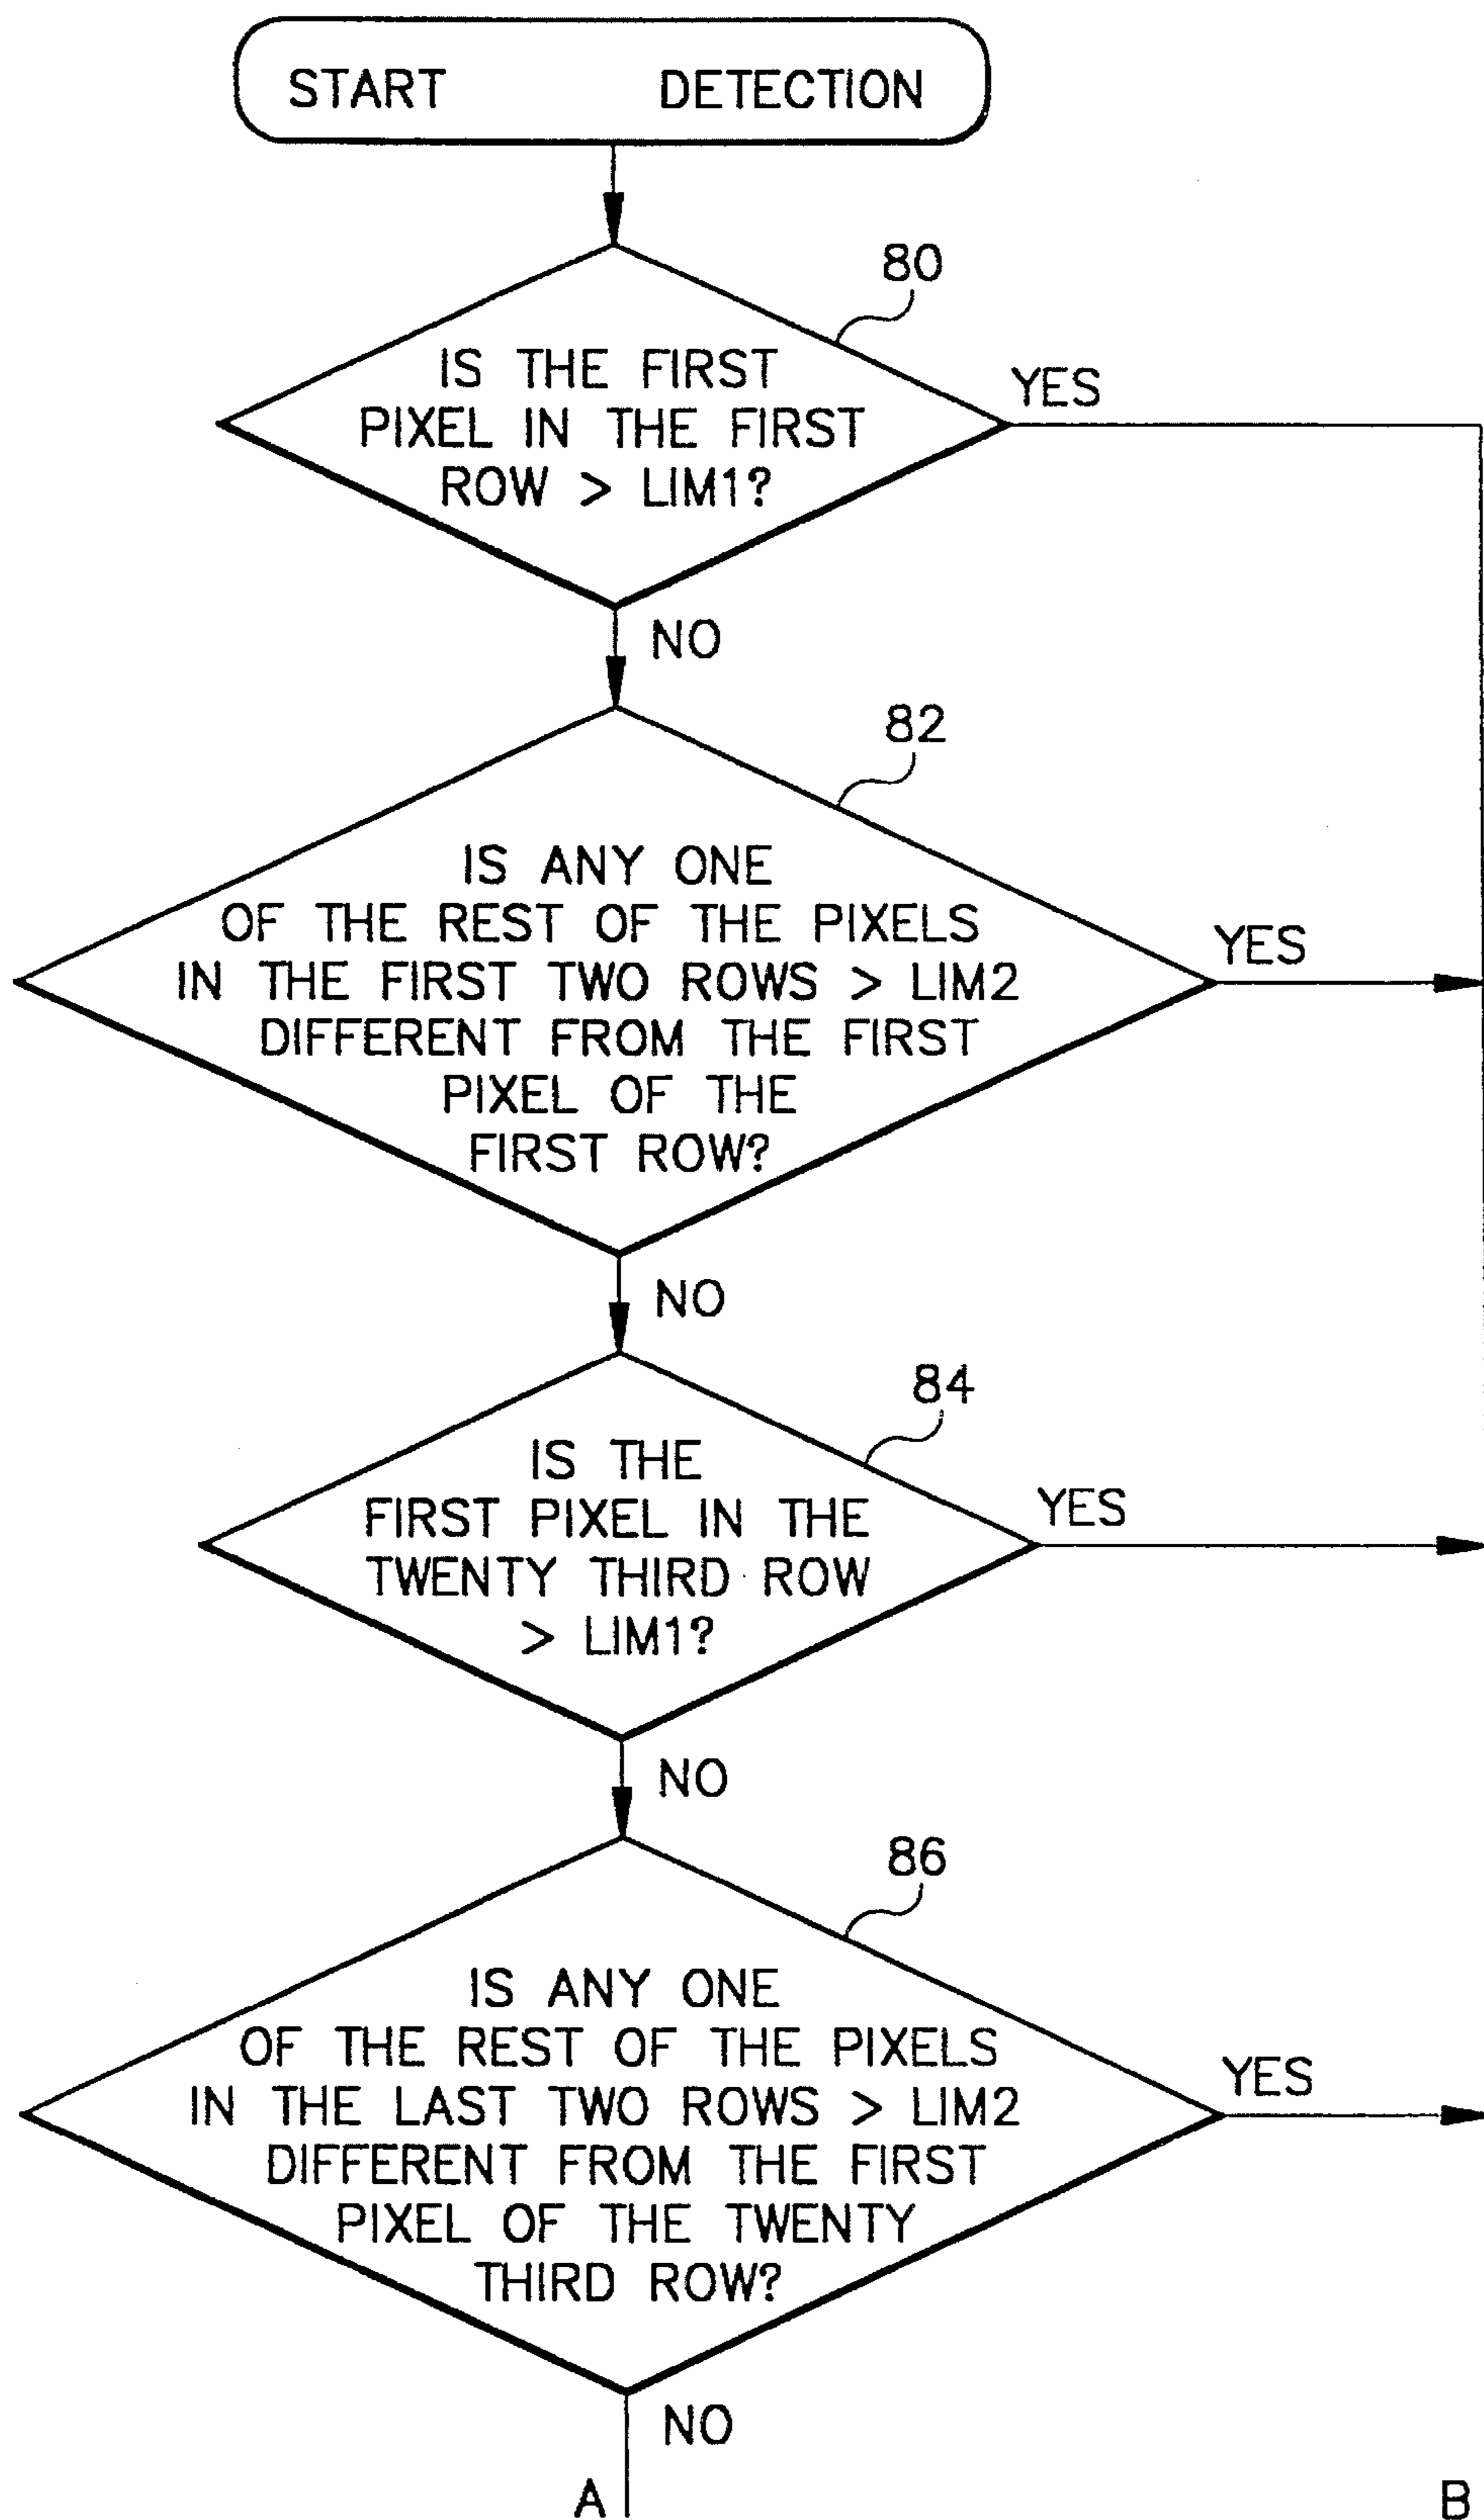 START DETECTION
80
IS THE FIRST
PIXEL IN THE FIRST
ROW > LIM1?
YES
NO
82
IS ANY ONE
OF THE REST OF THE PIXELS
IN THE FIRST TWO ROWS > LIM2
DIFFERENT FROM THE FIRST
PIXEL OF THE
FIRST ROW?
YES
NO
84
IS THE
FIRST PIXEL IN THE
TWENTY THIRD ROW
> LIM1?
YES
NO
86
IS ANY ONE
OF THE REST OF THE PIXELS
IN THE LAST TWO ROWS > LIM2
DIFFERENT FROM THE FIRST
PIXEL OF THE TWENTY
THIRD ROW?
YES
NO
A
B